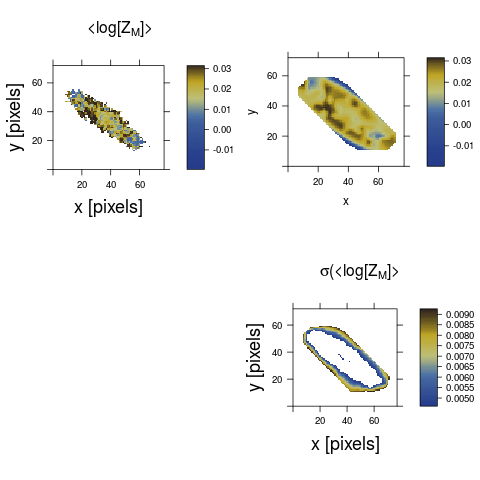 <log[Z_M]>
60
40
20
20 40 60
y [pixels]
x [pixels]
0.03
0.02
0.01
0.00
-0.01
60
40
20
20 40 60
y
x
0.03
0.02
0.01
0.00
-0.01
σ(<log[Z_M]>
60
40
20
20 40 60
y [pixels]
x [pixels]
0.0090
0.0085
0.0080
0.0075
0.0070
0.0065
0.0060
0.0055
0.0050